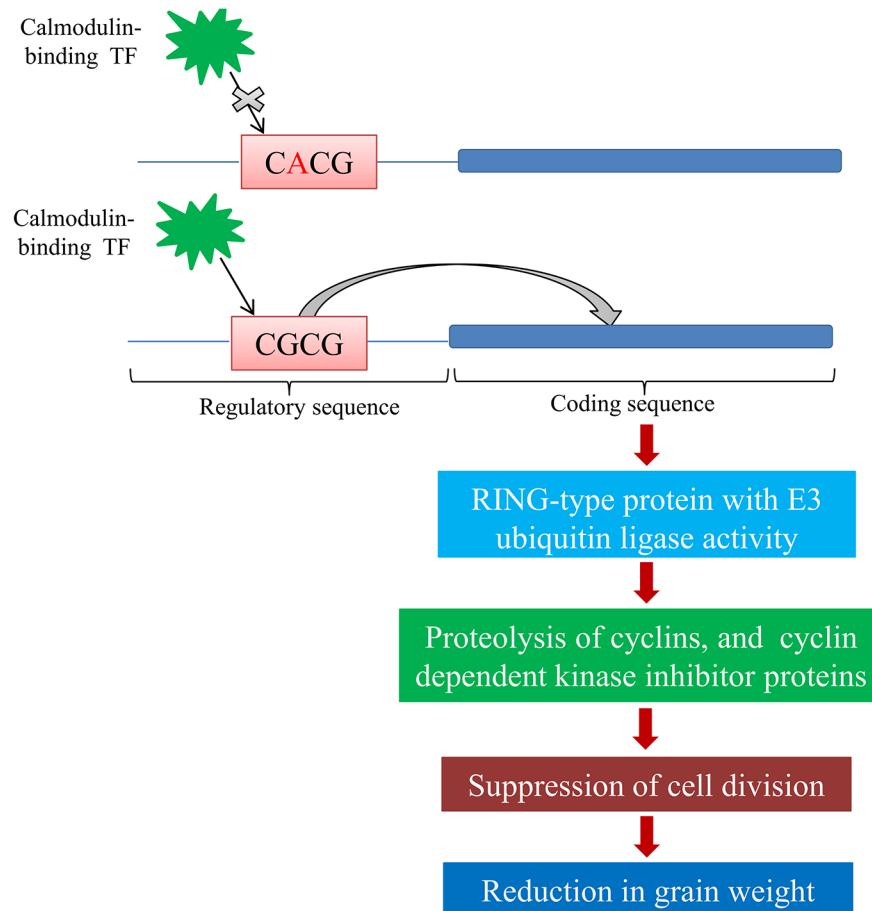 Calmodulin-
binding TF
CACG
Calmodulin-
binding TF
CGCG
Regulatory sequence
Coding sequence
RING-type protein with E3
ubiquitin ligase activity
Proteolysis of cyclins, and cyclin
dependent kinase inhibitor proteins
Suppression of cell division
Reduction in grain weight